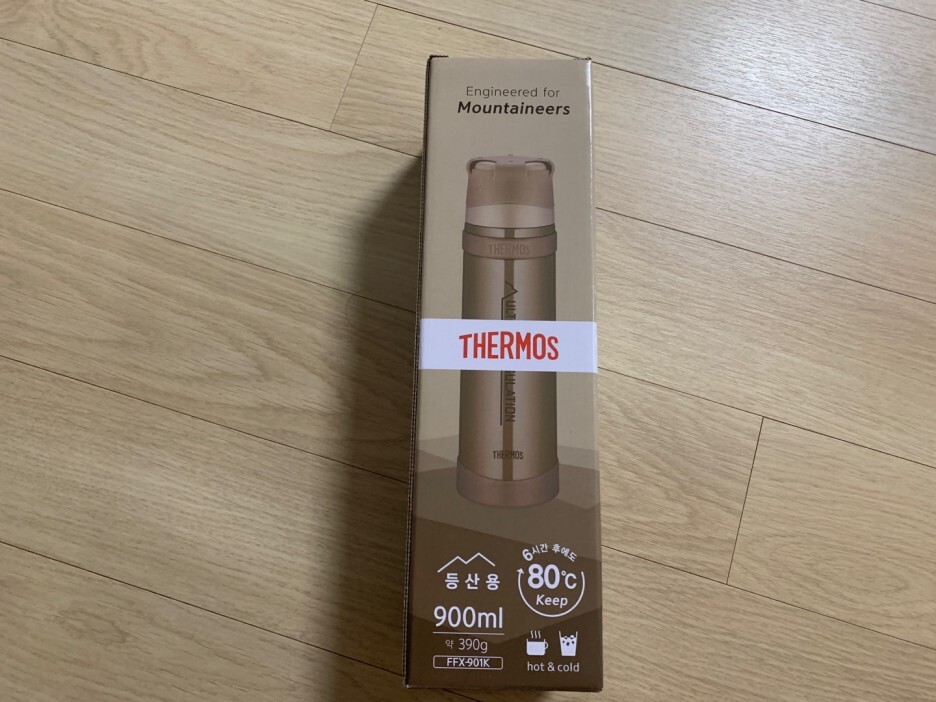 Engineered for
Mountaineers
THERMOS
THERMOS
THERMOS
등산용
900ml
약 390g
FFX-901K
6시간 후에도
80℃
Keep
hot & cold